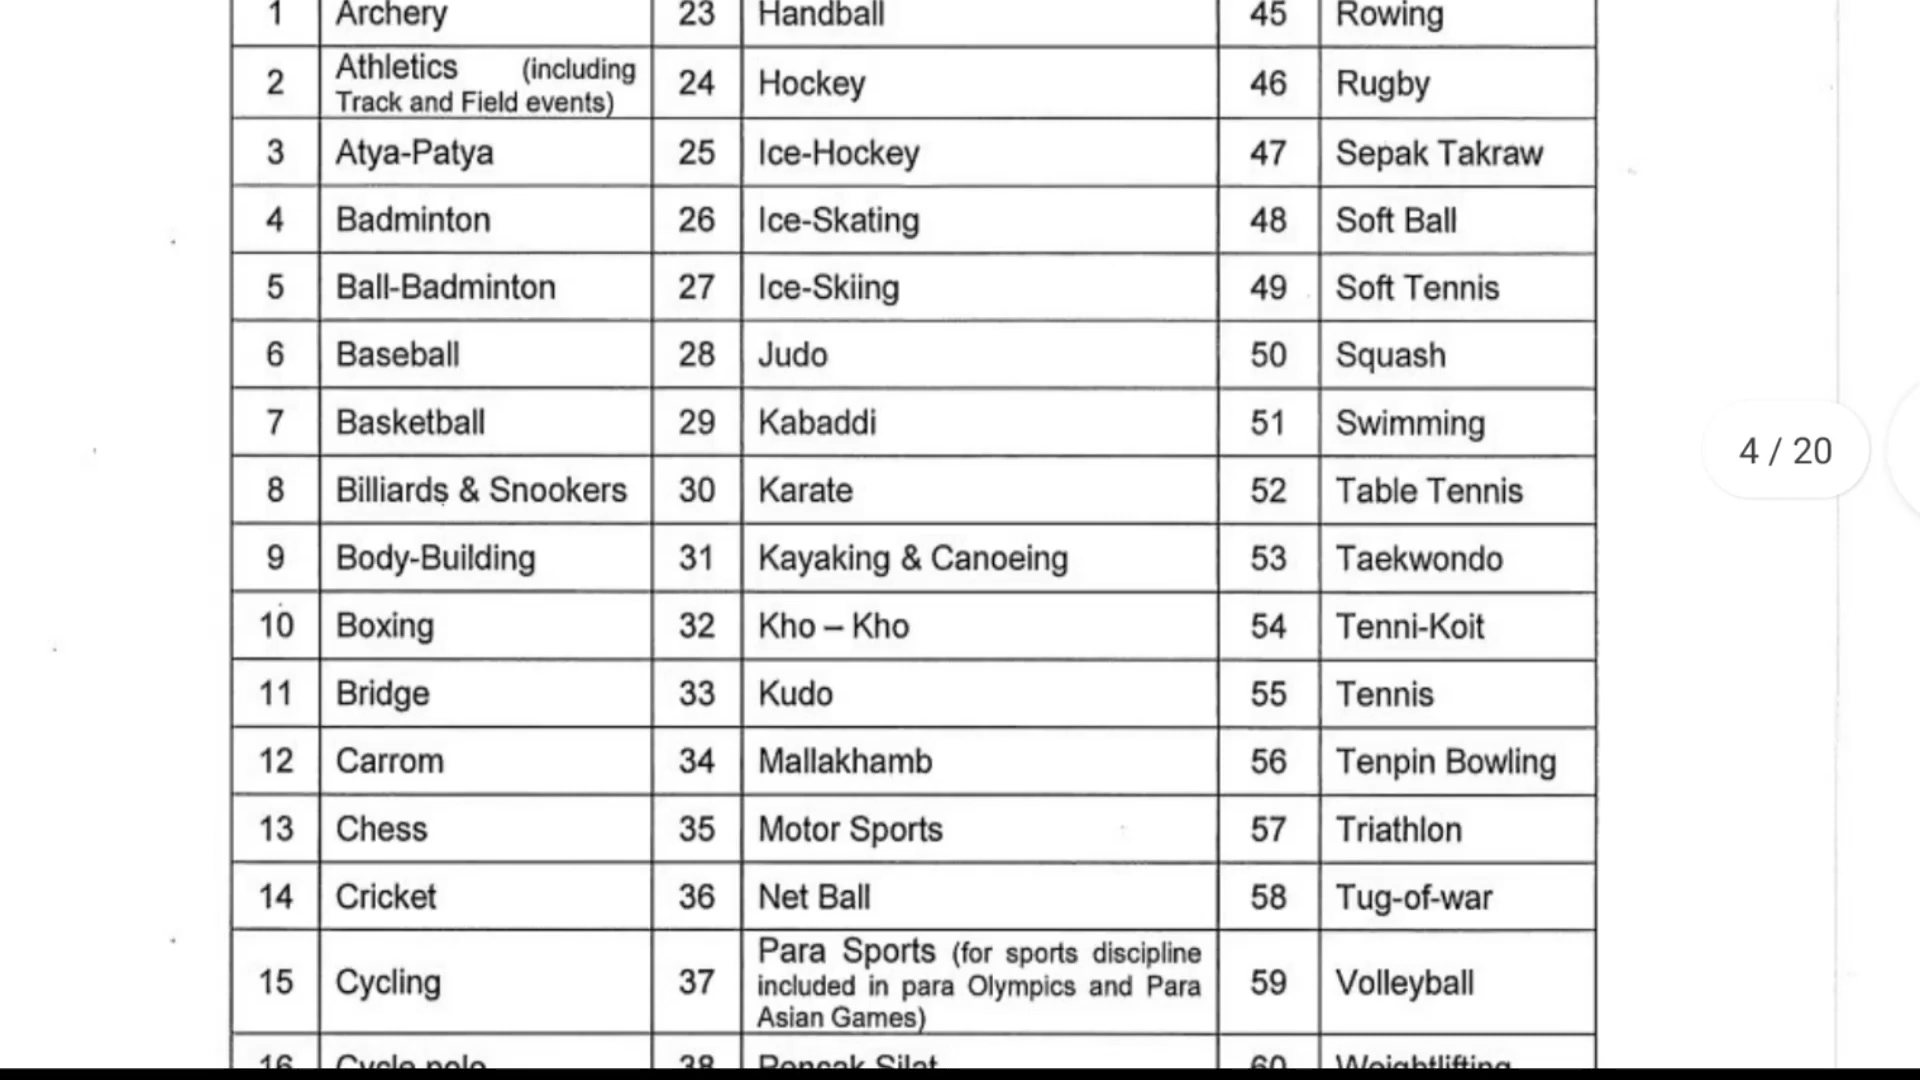 1 Archery 23 Handball 45 Rowing
2 Athletics (including Track and Field events) 24 Hockey 46 Rugby
3 Atya-Patya 25 Ice-Hockey 47 Sepak Takraw
4 Badminton 26 Ice-Skating 48 Soft Ball
5 Ball-Badminton 27 Ice-Skiing 49 Soft Tennis
6 Baseball 28 Judo 50 Squash
7 Basketball 29 Kabaddi 51 Swimming
8 Billiards & Snookers 30 Karate 52 Table Tennis
9 Body-Building 31 Kayaking & Canoeing 53 Taekwondo
10 Boxing 32 Kho – Kho 54 Tenni-Koit
11 Bridge 33 Kudo 55 Tennis
12 Carrom 34 Mallakhamb 56 Tenpin Bowling
13 Chess 35 Motor Sports 57 Triathlon
14 Cricket 36 Net Ball 58 Tug-of-war
15 Cycling 37 Para Sports (for sports discipline included in para Olympics and Para Asian Games) 59 Volleyball
16 Cycle polo 38 Pencak Silat 60 Weightlifting
4 / 20